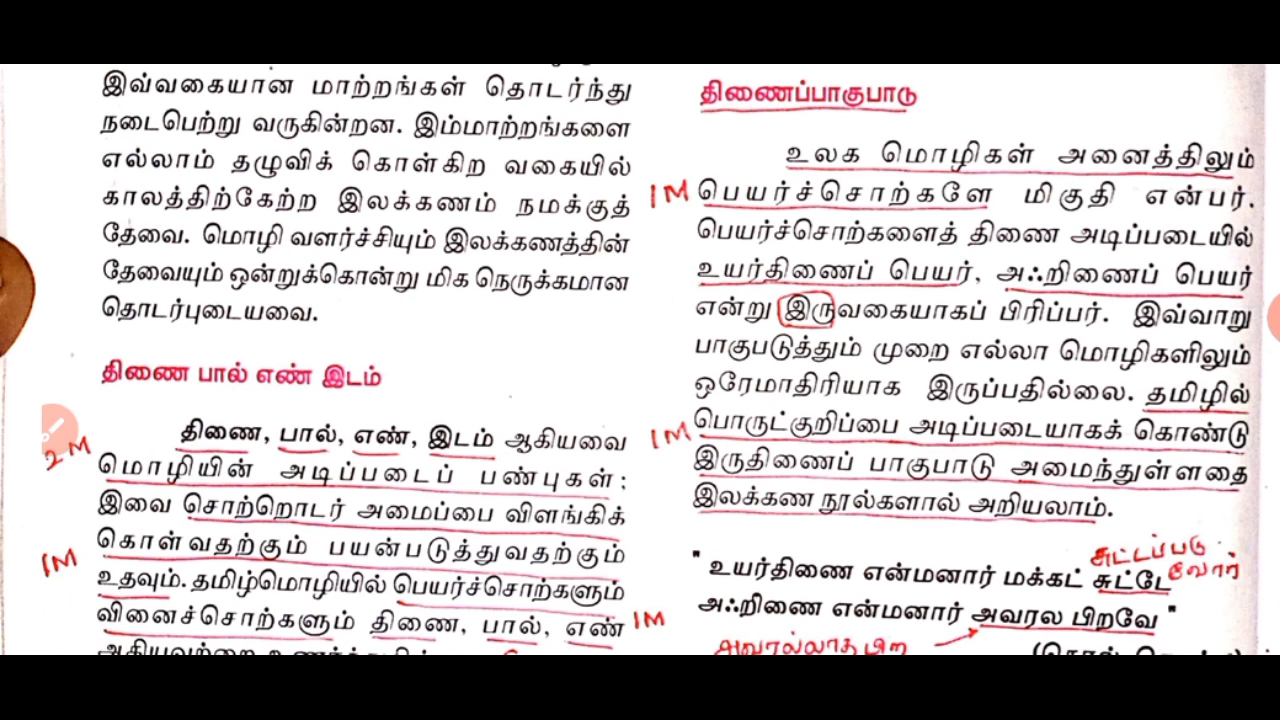 இவ்வகையான மாற்றங்கள் தொடர்ந்து
நடைபெற்று வருகின்றன. இம்மாற்றங்களை
எல்லாம் தழுவிக் கொள்கிற வகையில்
காலத்திற்கேற்ற இலக்கணம் நமக்குத்
தேவை. மொழி வளர்ச்சியும் இலக்கணத்தின்
தேவையும் ஒன்றுக்கொன்று மிக நெருக்கமான
தொடர்புடையவை.
திணை பால் எண் இடம்
திணை, பால், எண், இடம் ஆகியவை
2M
மொழியின் அடிப்படைப் பண்புகள்;
இவை சொற்றொடர் அமைப்பை விளங்கிக்
கொள்வதற்கும் பயன்படுத்துவதற்கும்
1M
உதவும். தமிழ்மொழியில் பெயர்ச்சொற்களும்
வினைச்சொற்களும் திணை, பால், எண்
திணைப்பாகுபாடு
உலக மொழிகள் அனைத்திலும்
1M பெயர்ச்சொற்களே மிகுதி என்பர்.
பெயர்ச்சொற்களைத் திணை அடிப்படையில்
உயர்திணைப் பெயர், அஃறிணைப் பெயர்
என்று இருவகையாகப் பிரிப்பர். இவ்வாறு
பாகுபடுத்தும் முறை எல்லா மொழிகளிலும்
ஒரேமாதிரியாக இருப்பதில்லை. தமிழில்
1M பொருட்குறிப்பை அடிப்படையாகக் கொண்டு
இருதிணைப் பாகுபாடு அமைந்துள்ளதை
இலக்கண நூல்களால் அறியலாம்.
சுட்டப்படு
வோர்
"உயர்திணை என்மனார் மக்கட் சுட்டே
அஃறிணை என்மனார் அவரல பிறவே"
1M
அவரல்லாத பிற